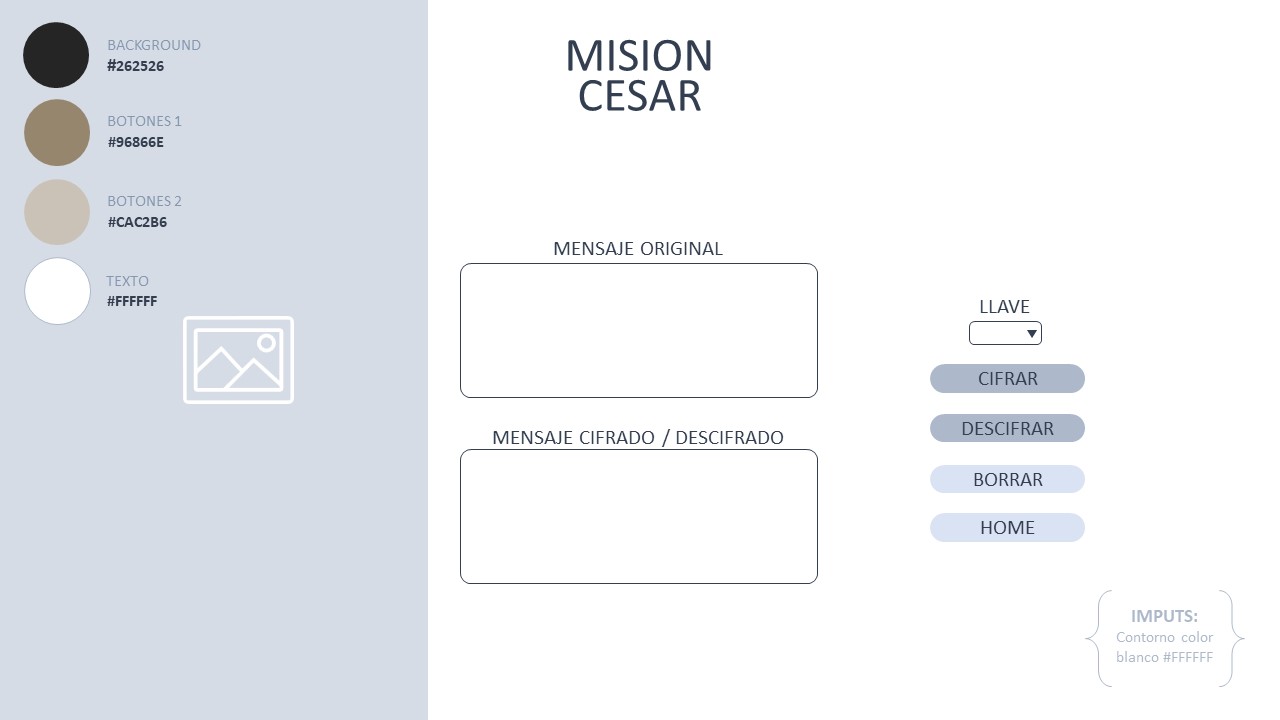 BACKGROUND
#262526
BOTONES 1
#96866E
BOTONES 2
#CAC2B6
TEXTO
#FFFFFF
MISION
CESAR
MENSAJE ORIGINAL
MENSAJE CIFRADO / DESCIFRADO
LLAVE
CIFRAR
DESCIFRAR
BORRAR
HOME
IMPUTS:
Contorno color
blanco #FFFFFF